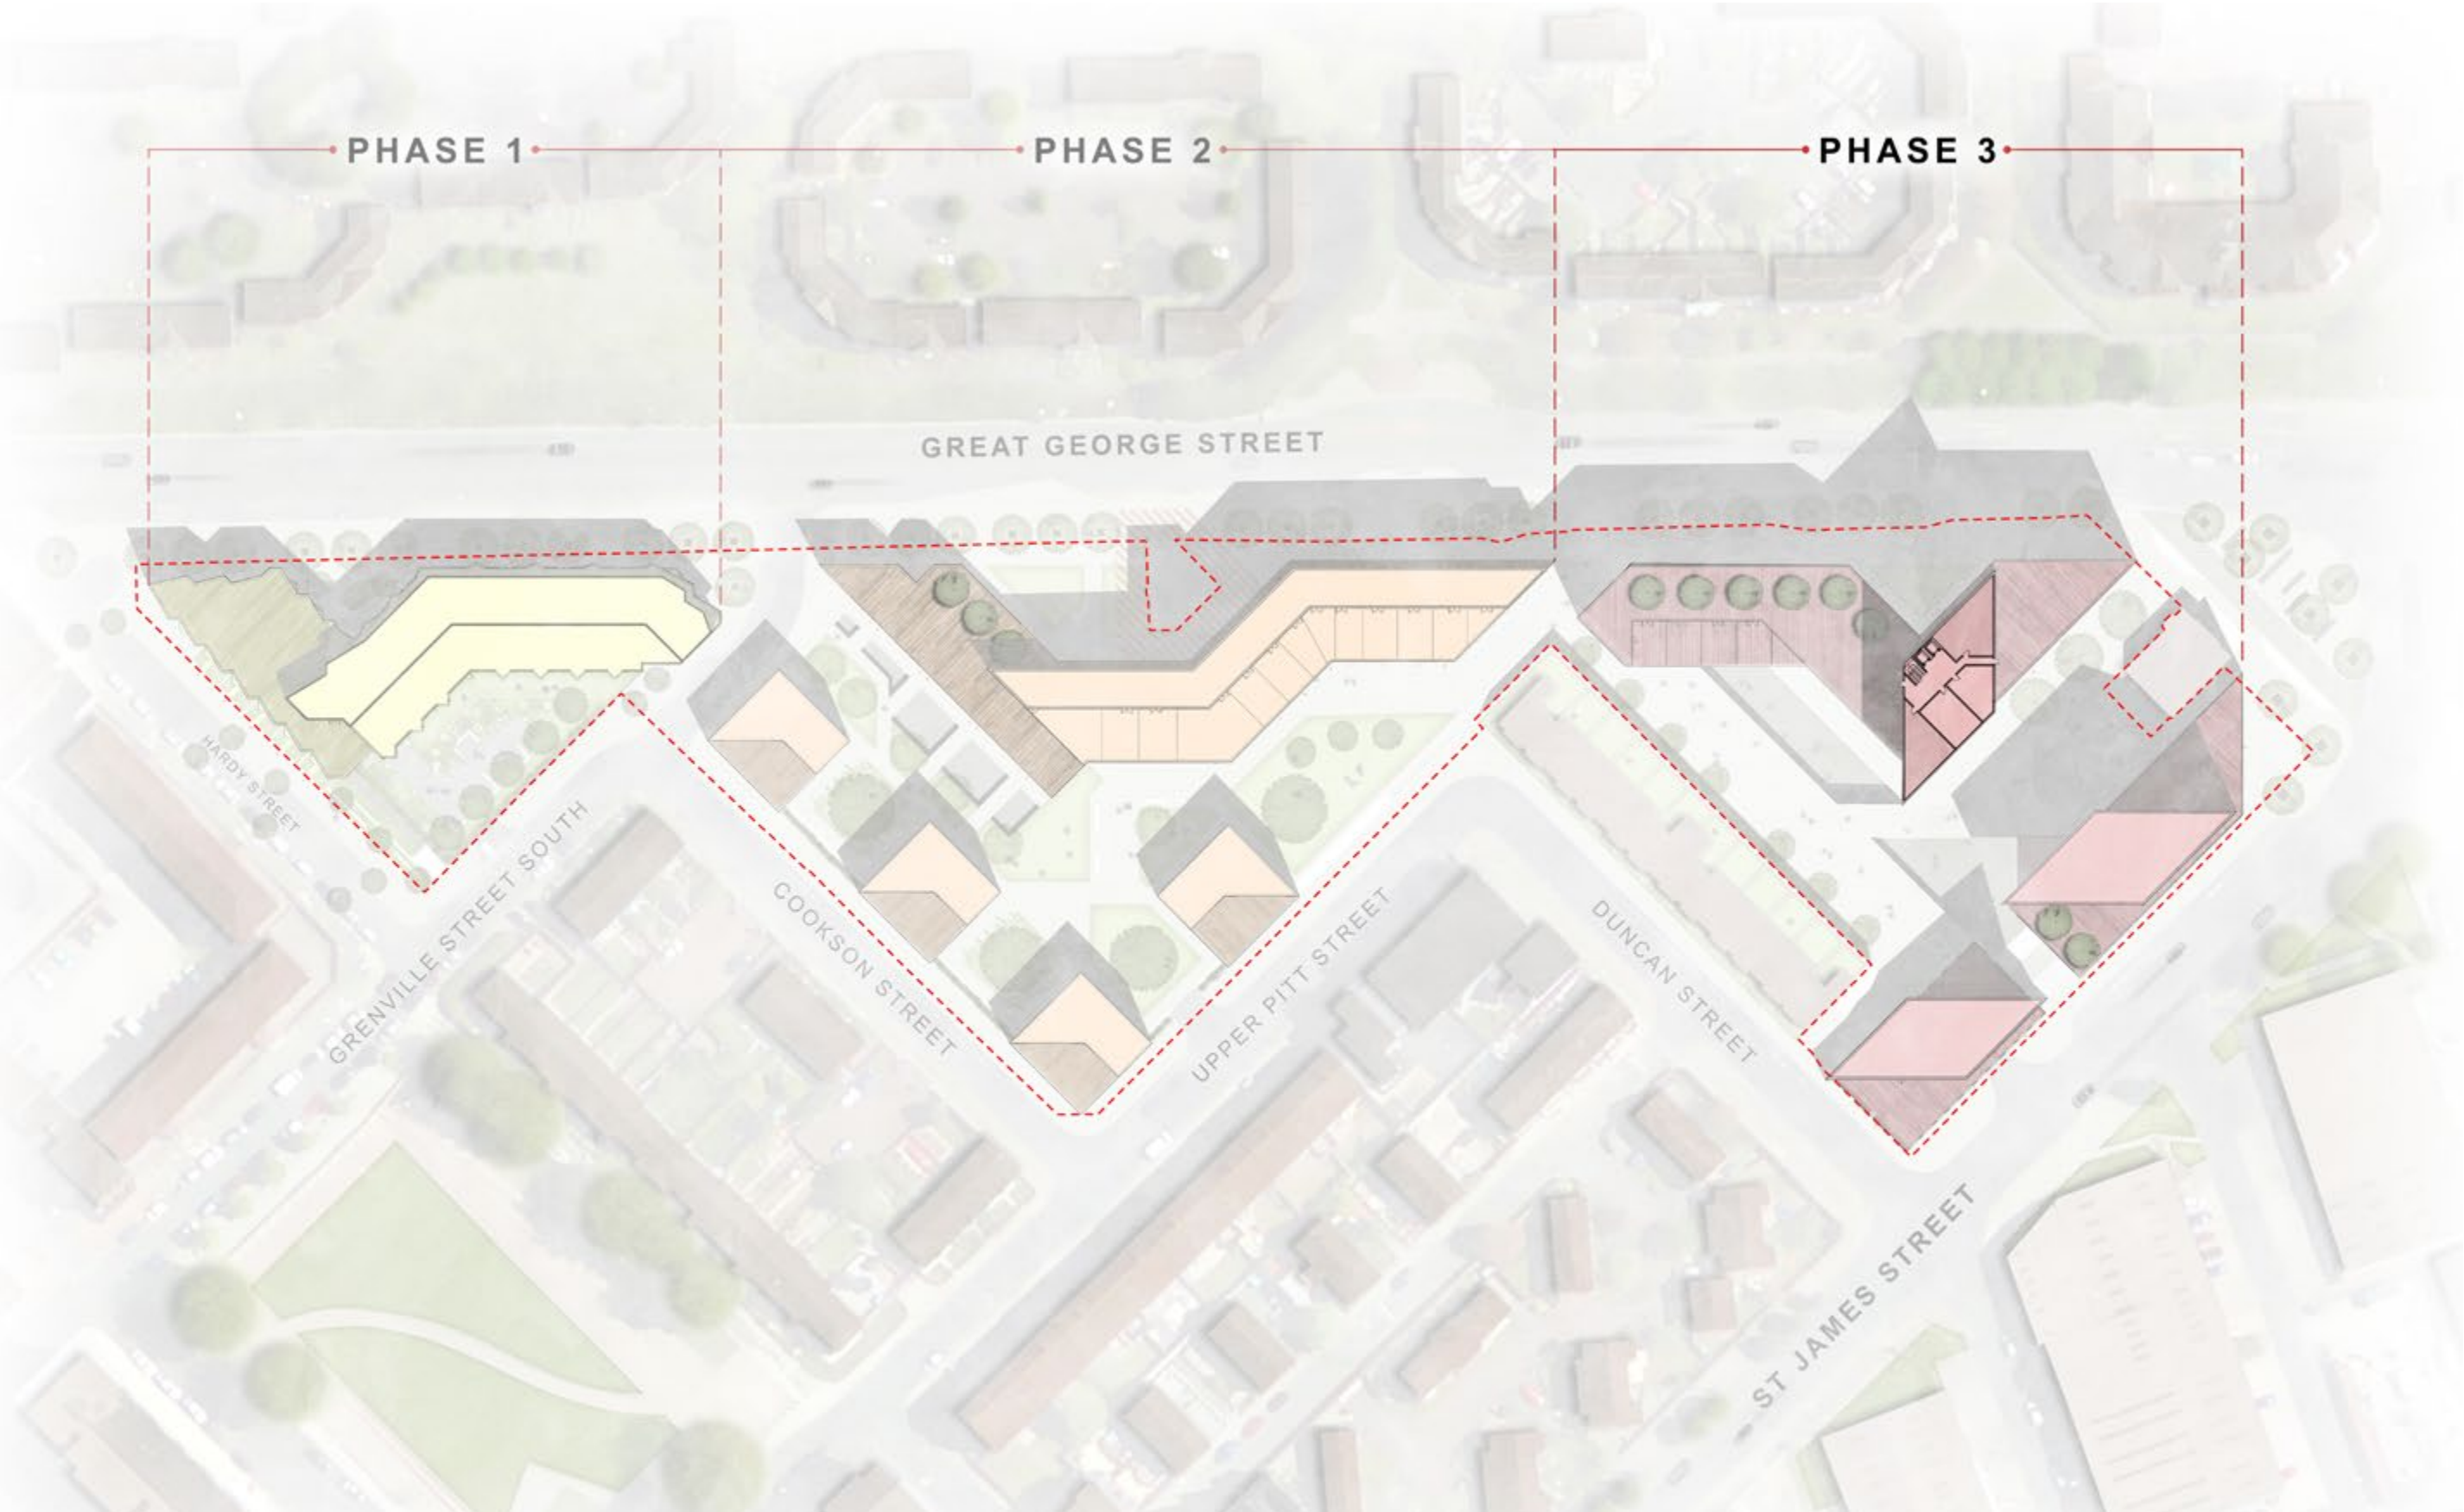 PHASE 1
PHASE 2
PHASE 3
GREAT GEORGE STREET
HARDY STREET
GRENVILLE STREET SOUTH
COOKSON STREET
UPPER PITT STREET
DUNCAN STREET
ST JAMES STREET